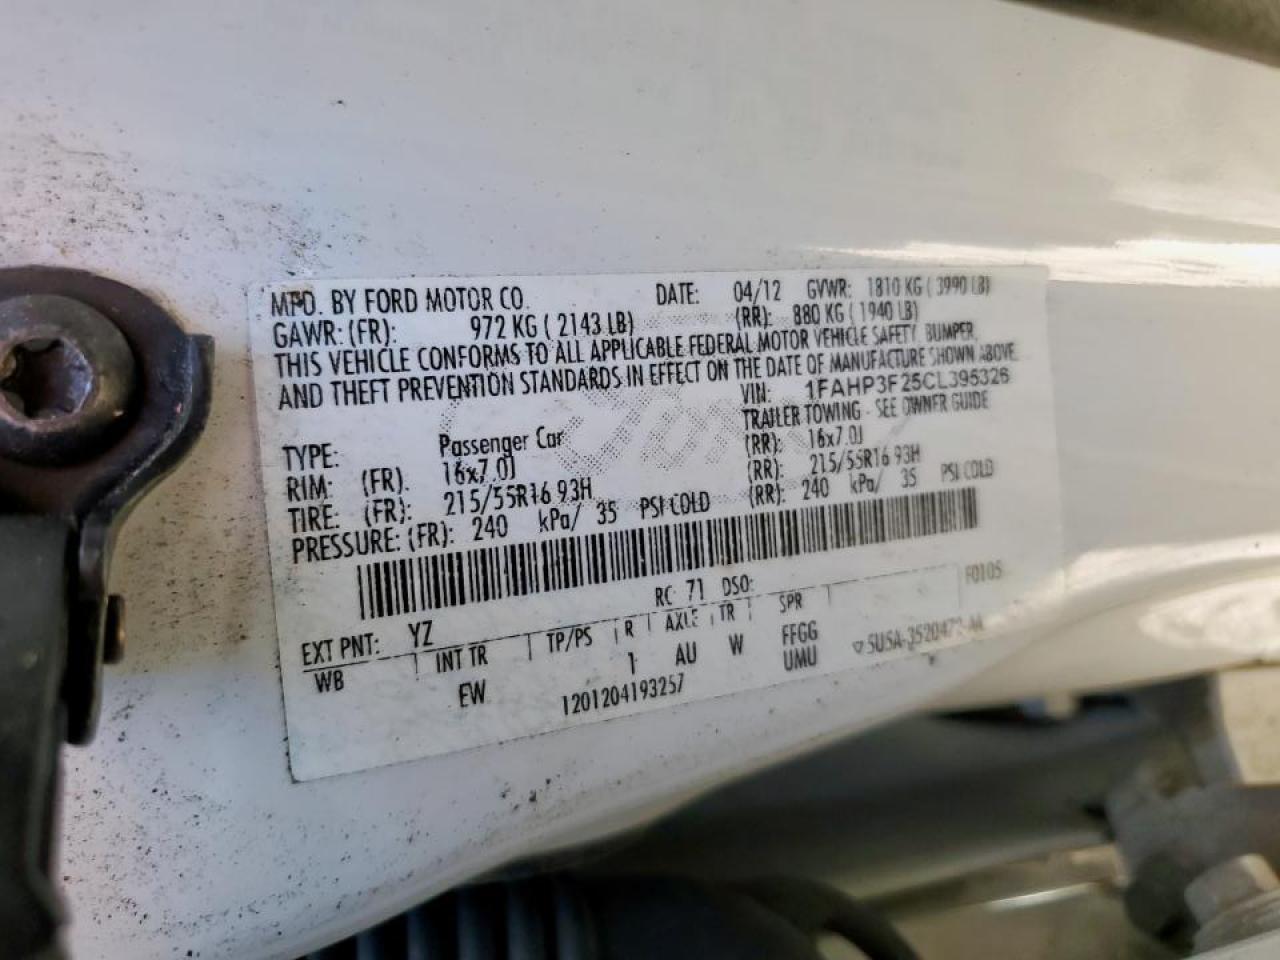 MFD. BY FORD MOTOR CO. DATE: 04/12 GVWR: 1810 KG ( 3990 LB)
GAWR: (FR): 972 KG ( 2143 LB) (RR): 880 KG ( 1940 LB)
THIS VEHICLE CONFORMS TO ALL APPLICABLE FEDERAL MOTOR VEHICLE SAFETY, BUMPER,
AND THEFT PREVENTION STANDARDS IN EFFECT ON THE DATE OF MANUFACTURE SHOWN ABOVE.
VIN: 1FAHP3F25CL395326
TYPE: Passenger Car TRAILER TOWING - SEE OWNER GUIDE
RIM: (FR). 16x7.0J (RR): 16x7.0J
TIRE: (FR): 215/55R16 93H (RR): 215/55R16 93H
PRESSURE: (FR): 240 kPa/ 35 PSI COLD (RR): 240 kPa/ 35 PSI COLD
RC: 71 DSO: F0105
EXT PNT: YZ
WB INT TR TP/PS R AXLE TR SPR
EW 1 AU W FFGG
UMU
1201204193257